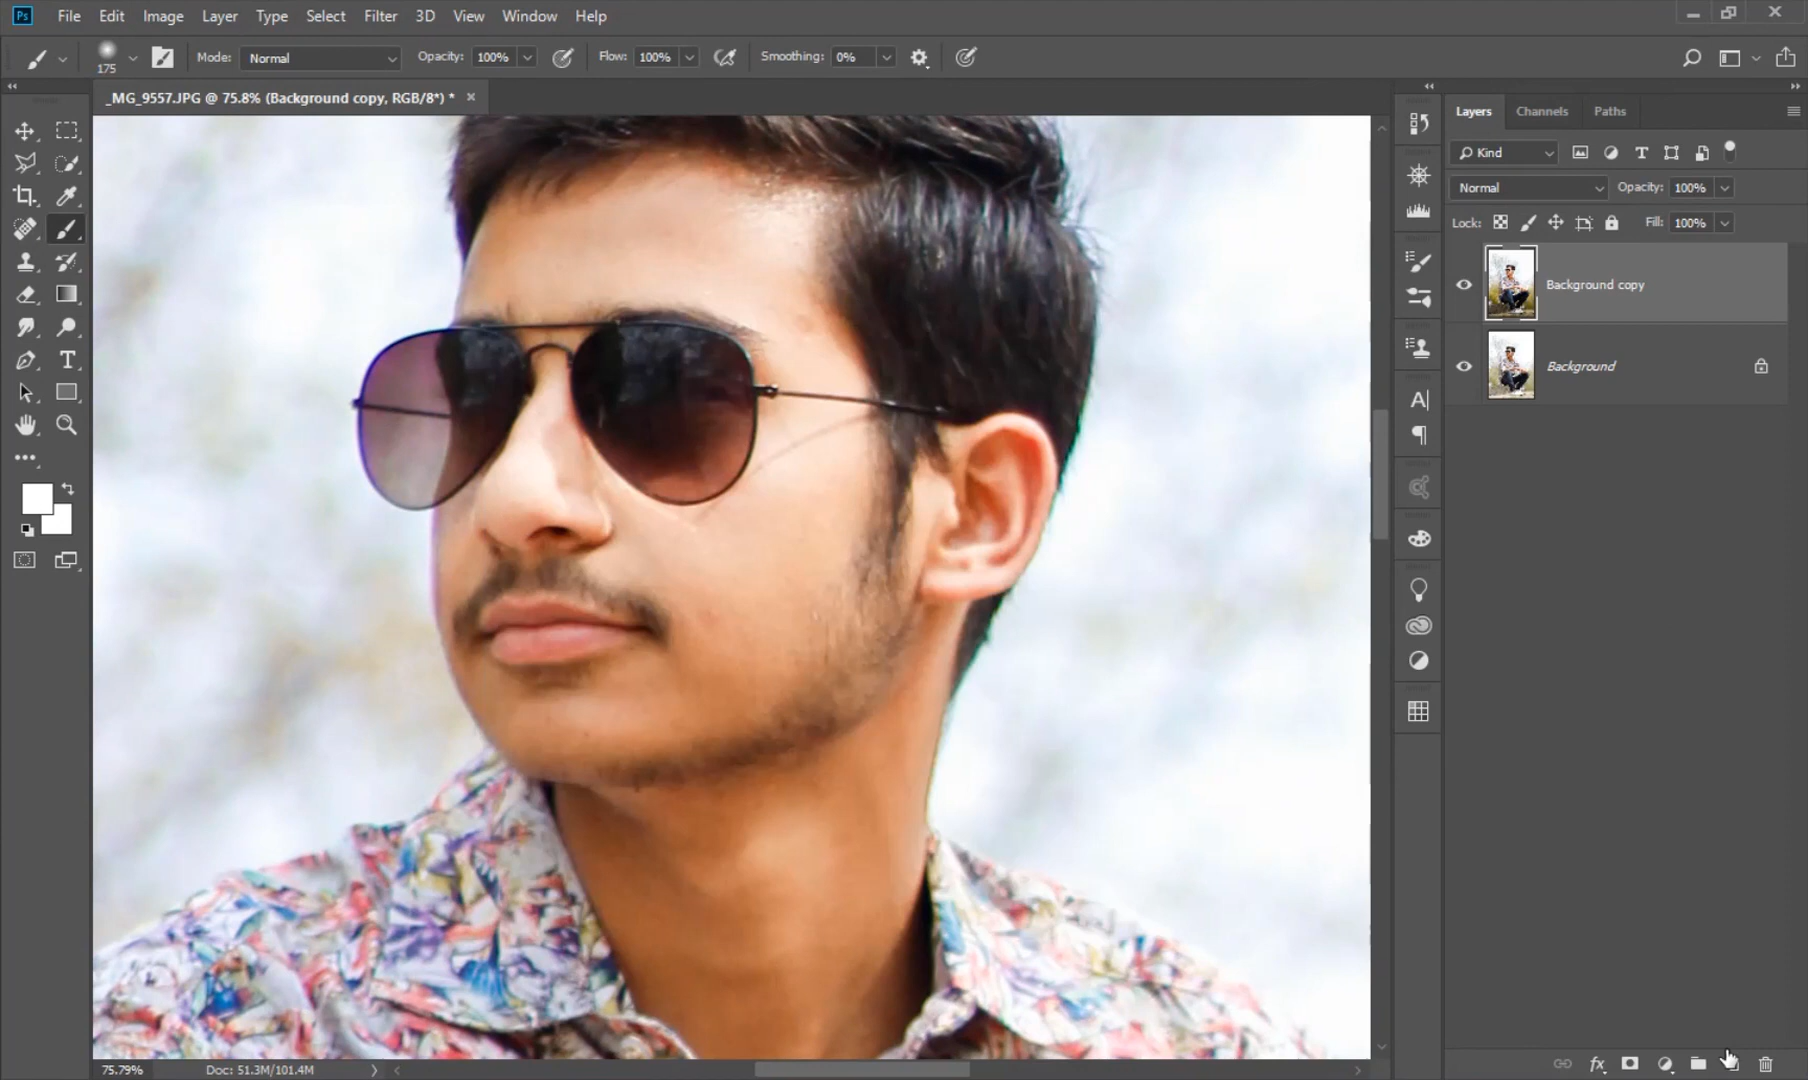 Ps File Edit Image Layer Type Select Filter 3D View Window Help
175 Mode: Normal Opacity: 100% Flow: 100% Smoothing: 0%
_MG_9557.JPG @ 75.8% (Background copy, RGB/8*) *
Layers Channels Paths
Kind
Normal Opacity: 100%
Lock: Fill: 100%
Background copy
Background
75.79% Doc: 51.3M/101.4M